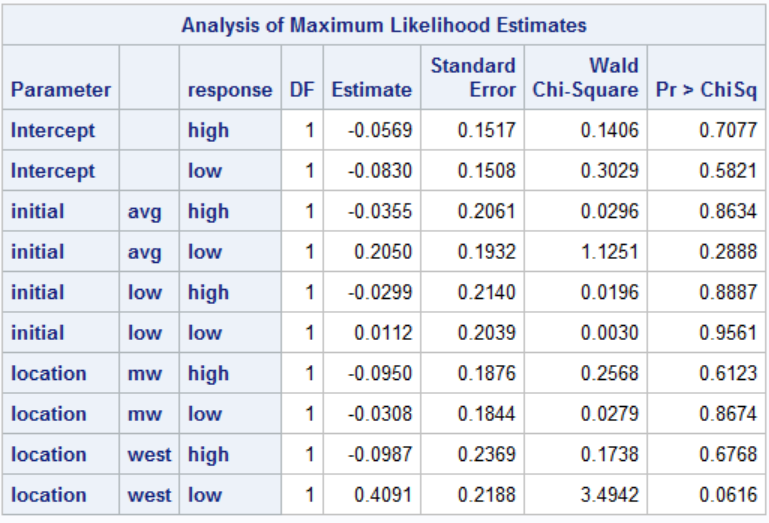 Analysis of Maximum Likelihood Estimates
Parameter response DF Estimate Standard Error Wald Chi-Square Pr > ChiSq
Intercept high 1 -0.0569 0.1517 0.1406 0.7077
Intercept low 1 -0.0830 0.1508 0.3029 0.5821
initial avg high 1 -0.0355 0.2061 0.0296 0.8634
initial avg low 1 0.2050 0.1932 1.1251 0.2888
initial low high 1 -0.0299 0.2140 0.0196 0.8887
initial low low 1 0.0112 0.2039 0.0030 0.9561
location mw high 1 -0.0950 0.1876 0.2568 0.6123
location mw low 1 -0.0308 0.1844 0.0279 0.8674
location west high 1 -0.0987 0.2369 0.1738 0.6768
location west low 1 0.4091 0.2188 3.4942 0.0616